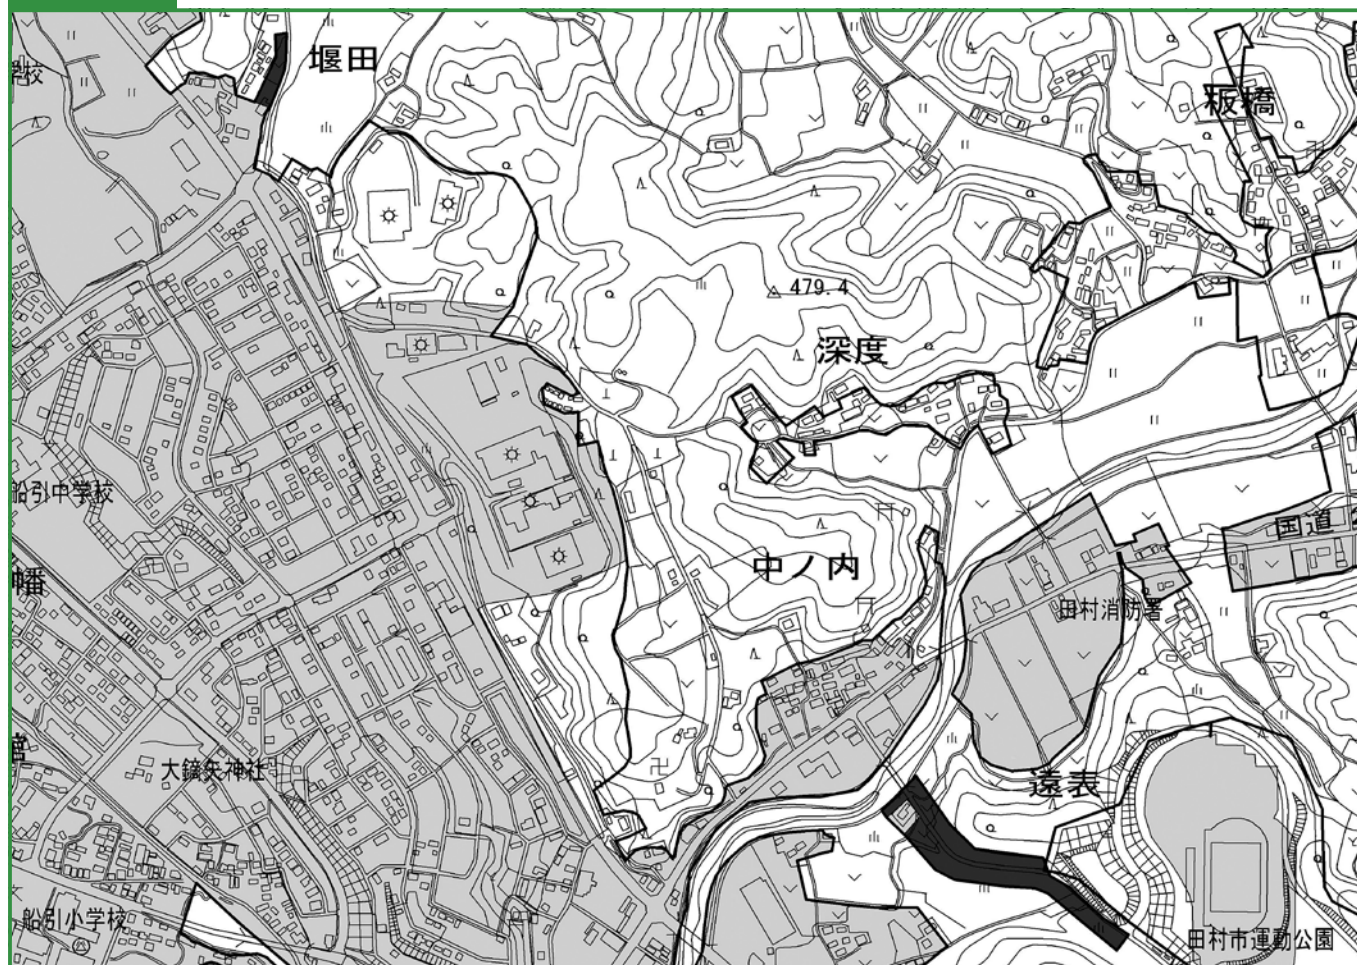 堰田
学校
板橋
479.4
深度
船引中学校
国道
中ノ内
幡
田村消防署
大鏑矢神社
遠表
船引小学校
田村市運動公園